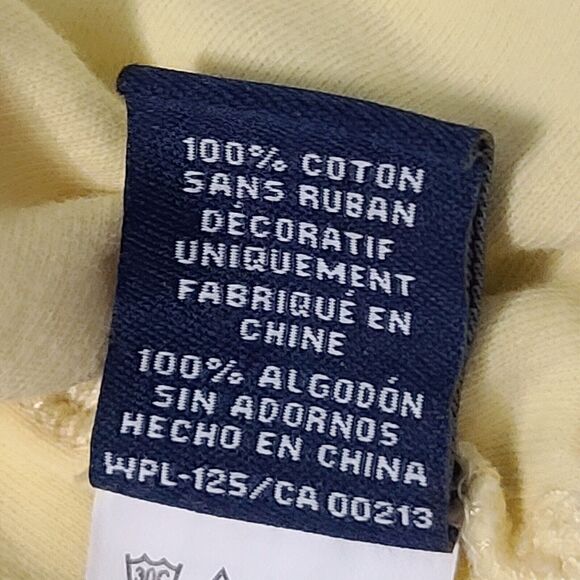 100% COTON
SANS RUBAN
DÉCORATIF
UNIQUEMENT
FABRIQUÉ EN
CHINE
100% ALGODÓN
SIN ADORNOS
HECHO EN CHINA
WPL-125/CA 00213
30C